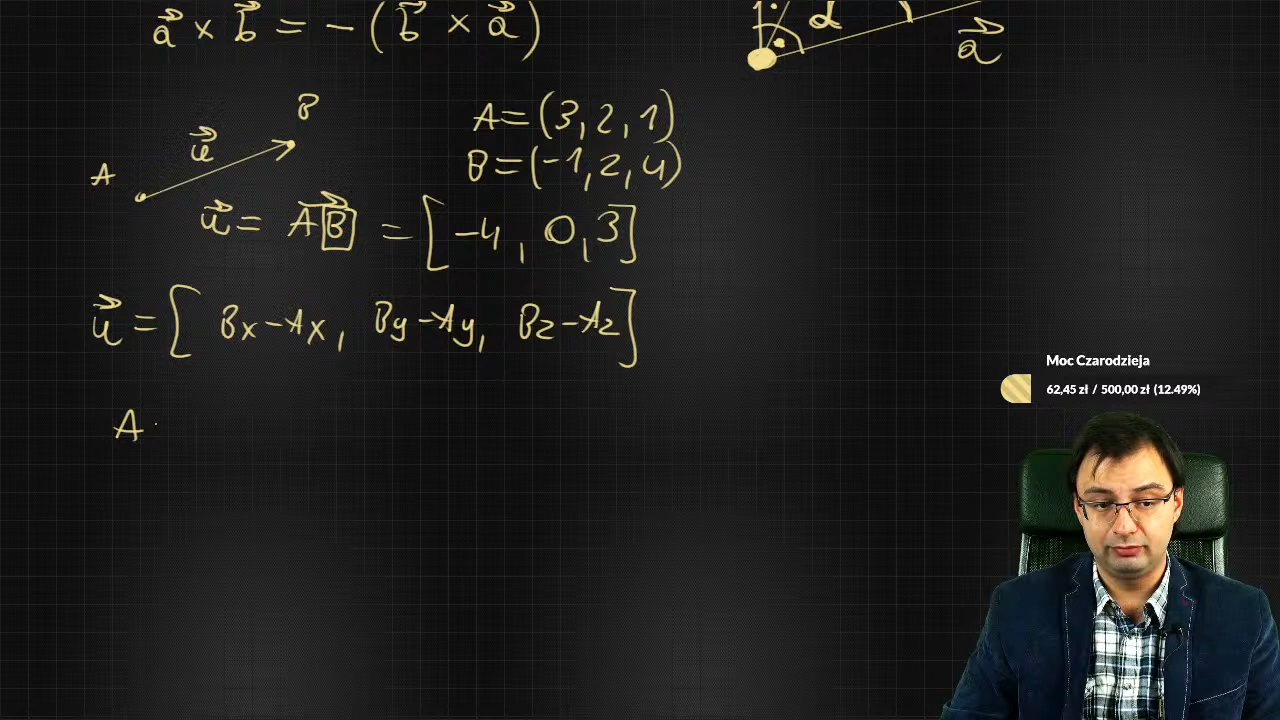 a⃗ × b⃗ = − (b⃗ × a⃗)
α
a⃗
B
u⃗
A
A = (3, 2, 1)
B = (-1, 2, 4)
u⃗ = AB⃗ = [-4, 0, 3]
u⃗ = [Bx − Ax, By − Ay, Bz − Az]
A
Moc Czarodzieja
62,45 zł / 500,00 zł (12.49%)